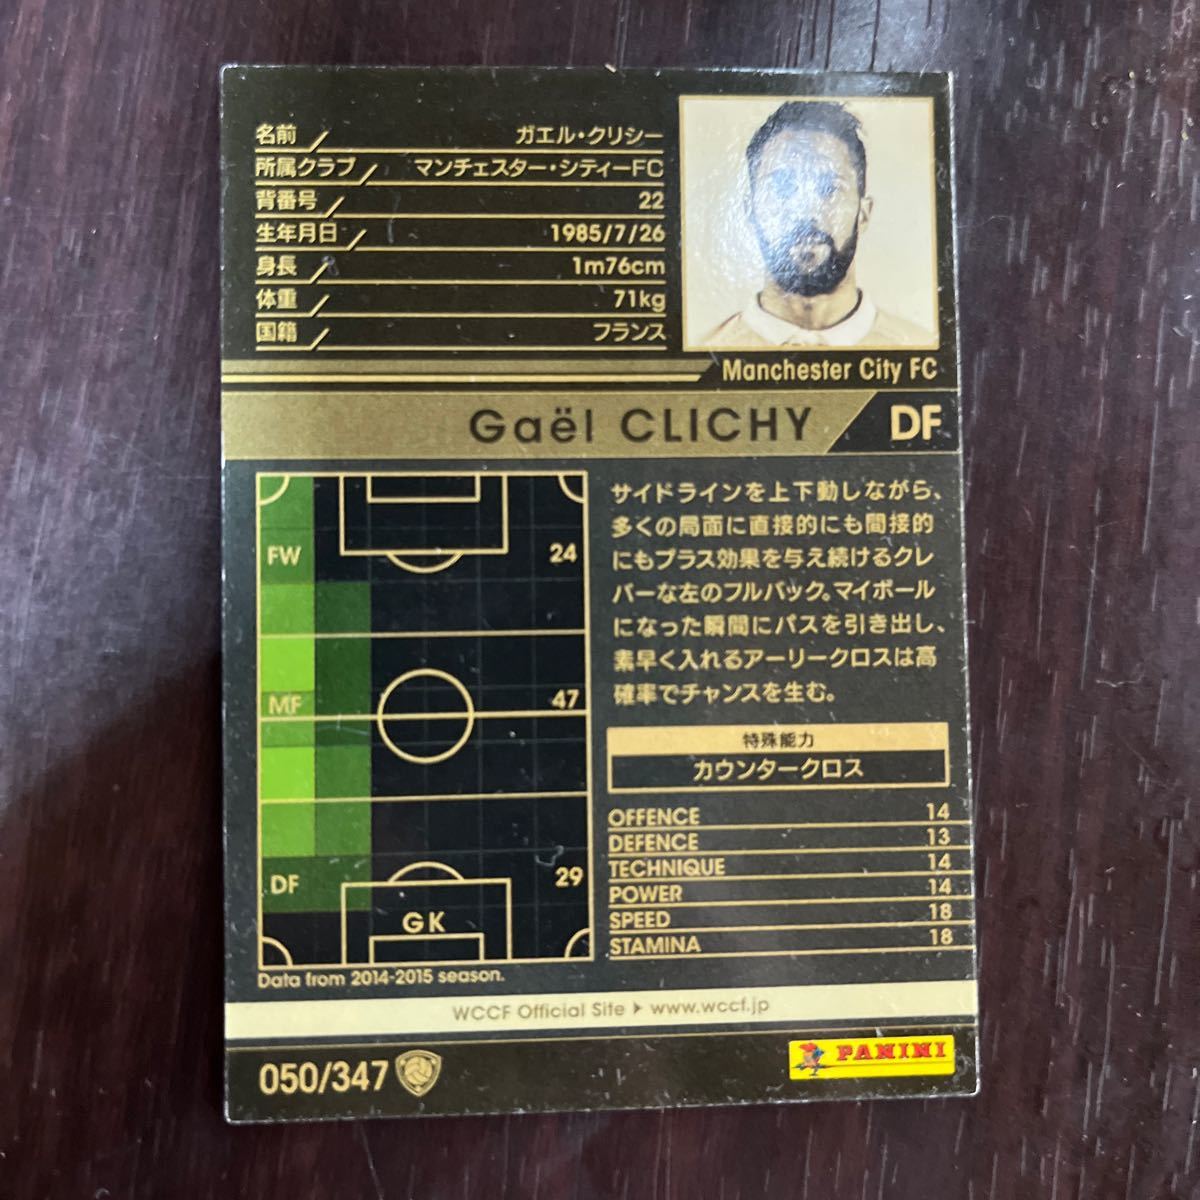 名前 ガエル・クリシー
所属クラブ マンチェスター・シティーFC
背番号 22
生年月日 1985/7/26
身長 1m76cm
体重 71kg
国籍 フランス
Manchester City FC
Gaël CLICHY DF
FW 24
MF 47
DF 29
GK
Data from 2014-2015 season.
サイドラインを上下動しながら、
多くの局面に直接的にも間接的
にもプラス効果を与え続けるクレ
バーな左のフルバック。マイボール
になった瞬間にパスを引き出し、
素早く入れるアーリークロスは高
確率でチャンスを生む。
特殊能力
カウンタークロス
OFFENCE 14
DEFENCE 13
TECHNIQUE 14
POWER 14
SPEED 18
STAMINA 18
WCCF Official Site ▶ www.wccf.jp
050/347
PANINI